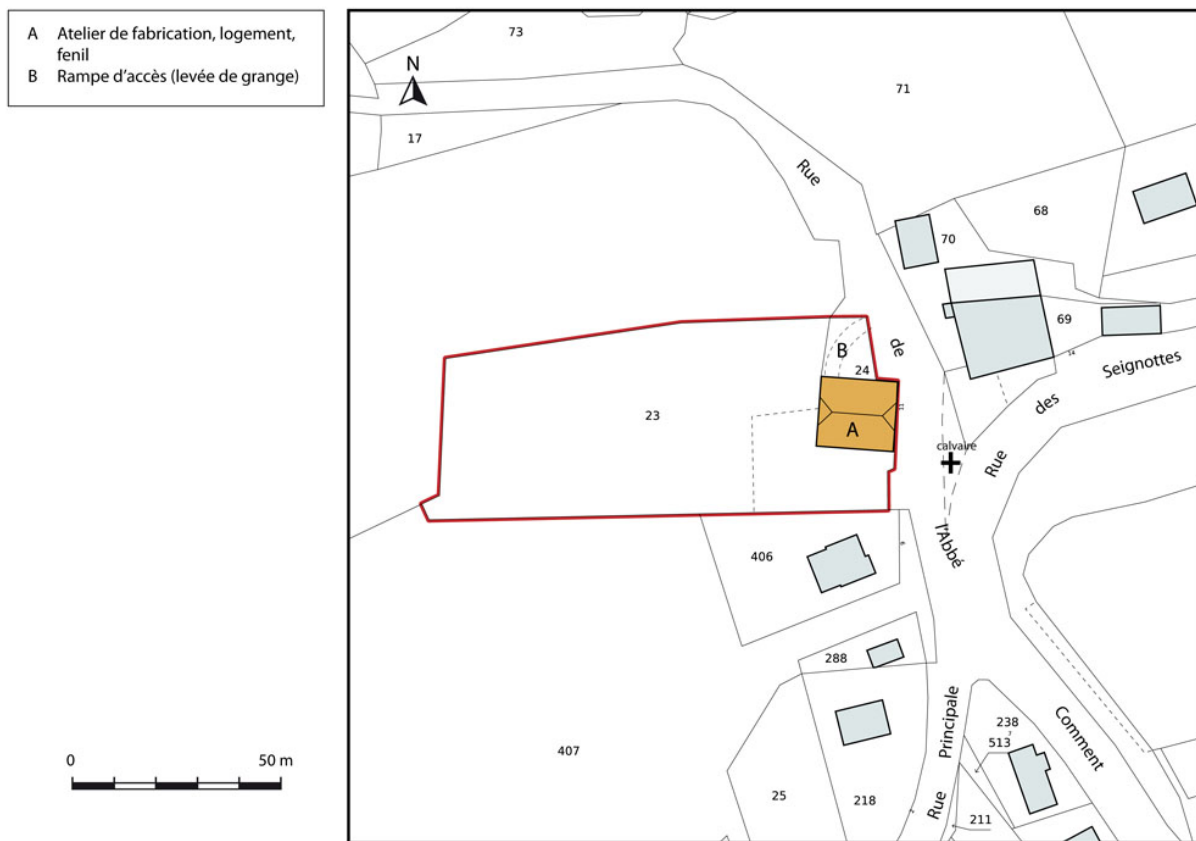 A Atelier de fabrication, logement,
fenil
B Rampe d'accès (levée de grange)
N
73
17
71
Rue
68
70
69
14
de
B
24
Seignottes
des
23
A
calvaire
Rue
l'Abbé
406
288
Principale
238
513
Comment
407
25
218
Rue
211
0 50 m